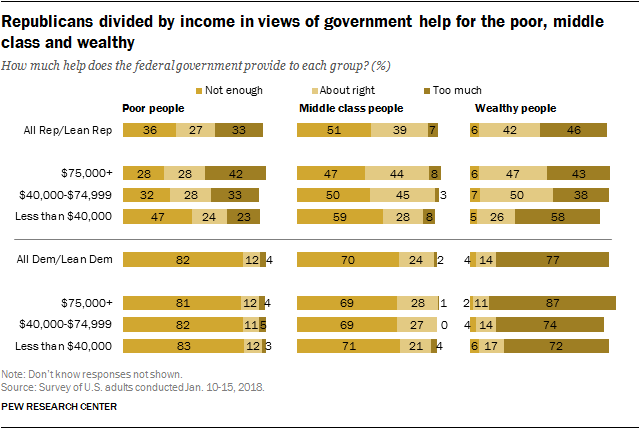 Republicans divided by income in views of government help for the poor, middle
class and wealthy
How much help does the federal government provide to each group? (%)
Not enough About right Too much
Poor people Middle class people Wealthy people
All Rep/Lean Rep 36 27 33 51 39 7 6 42 46
$75,000+ 28 28 42 47 44 8 6 47 43
$40,000-$74,999 32 28 33 50 45 3 7 50 38
Less than $40,000 47 24 23 59 28 8 5 26 58
All Dem/Lean Dem 82 12 4 70 24 2 4 14 77
$75,000+ 81 12 4 69 28 1 2 11 87
$40,000-$74,999 82 11 5 69 27 0 4 14 74
Less than $40,000 83 12 3 71 21 4 6 17 72
Note: Don't know responses not shown.
Source: Survey of U.S. adults conducted Jan. 10-15, 2018.
PEW RESEARCH CENTER